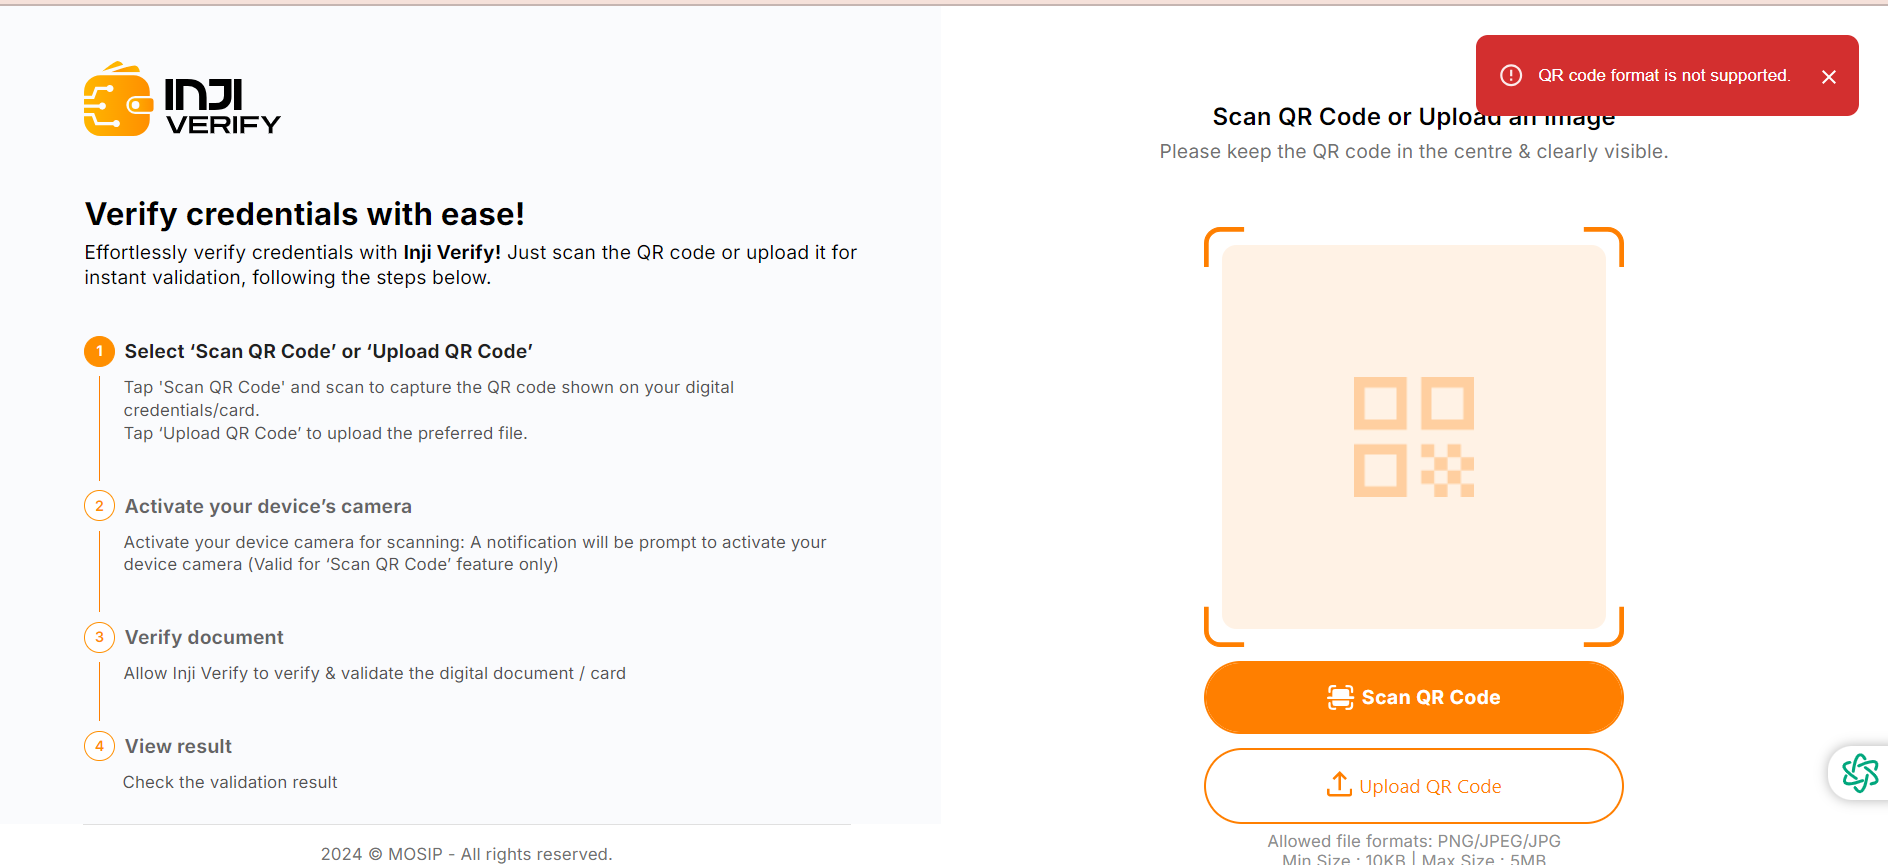 INJI
VERIFY
Verify credentials with ease!
Effortlessly verify credentials with Inji Verify! Just scan the QR code or upload it for
instant validation, following the steps below.
1 Select ‘Scan QR Code’ or ‘Upload QR Code’
Tap 'Scan QR Code' and scan to capture the QR code shown on your digital
credentials/card.
Tap ‘Upload QR Code’ to upload the preferred file.
2 Activate your device’s camera
Activate your device camera for scanning: A notification will be prompt to activate your
device camera (Valid for ‘Scan QR Code’ feature only)
3 Verify document
Allow Inji Verify to verify & validate the digital document / card
4 View result
Check the validation result
2024 © MOSIP - All rights reserved.
QR code format is not supported.
Scan QR Code or Upload an Image
Please keep the QR code in the centre & clearly visible.
Scan QR Code
Upload QR Code
Allowed file formats: PNG/JPEG/JPG
Min Size : 10KB | Max Size : 5MB